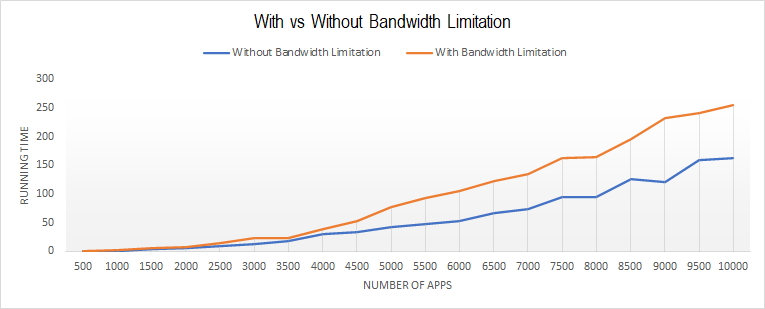 With vs Without Bandwidth Limitation
Without Bandwidth Limitation With Bandwidth Limitation
300
250
200
150
100
50
0
RUNNING TIME
500 1000 1500 2000 2500 3000 3500 4000 4500 5000 5500 6000 6500 7000 7500 8000 8500 9000 9500 10000
NUMBER OF APPS